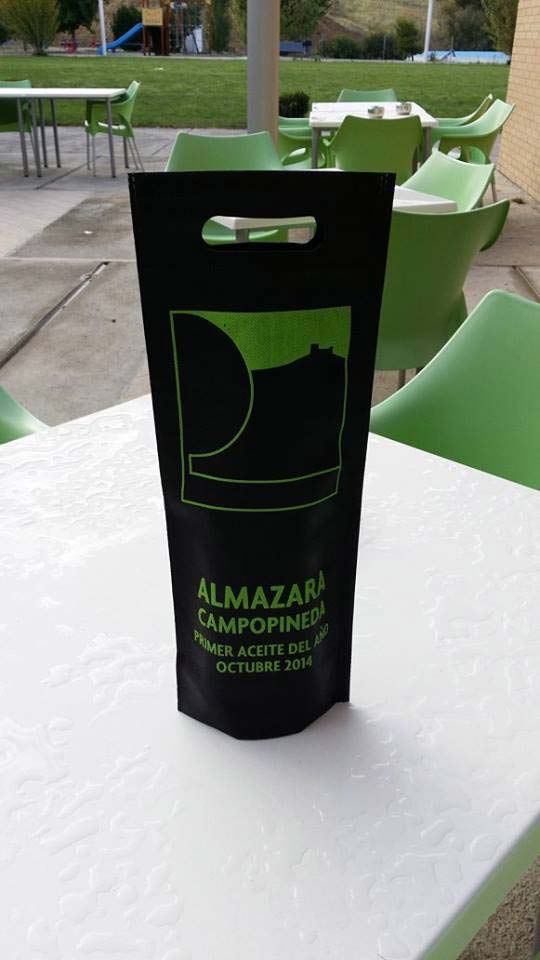 ALMAZARA
CAMPOPINEDA
PRIMER ACEITE DEL AÑO
OCTUBRE 2014